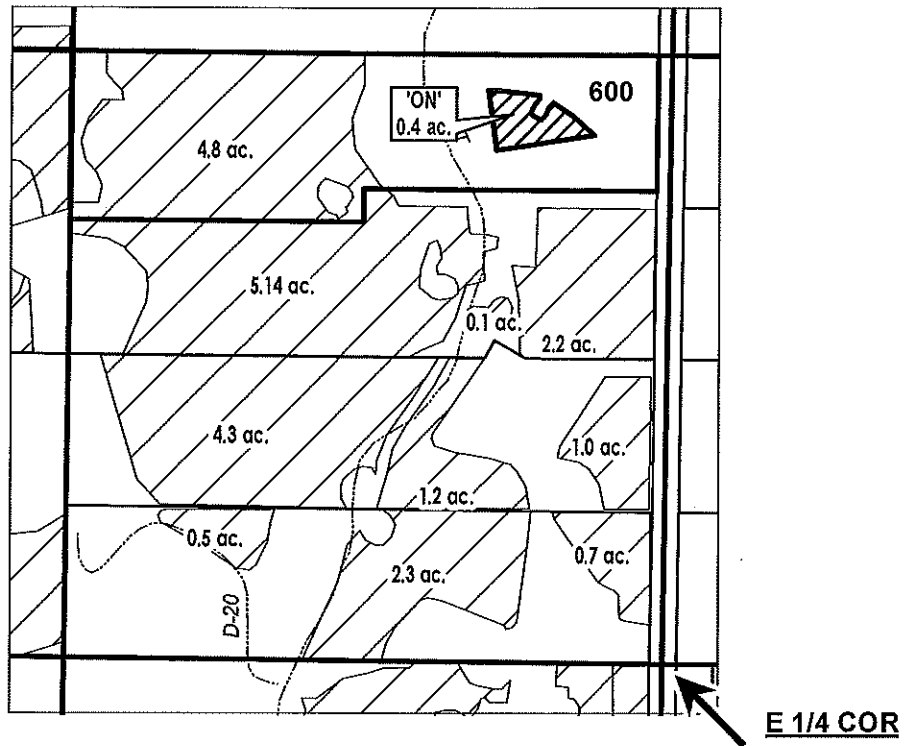 'ON'
0.4 ac.
600
4.8 ac.
5.14 ac.
0.1 ac.
2.2 ac.
4.3 ac.
1.0 ac.
1.2 ac.
0.5 ac.
2.3 ac.
0.7 ac.
D-20
E 1/4 COR